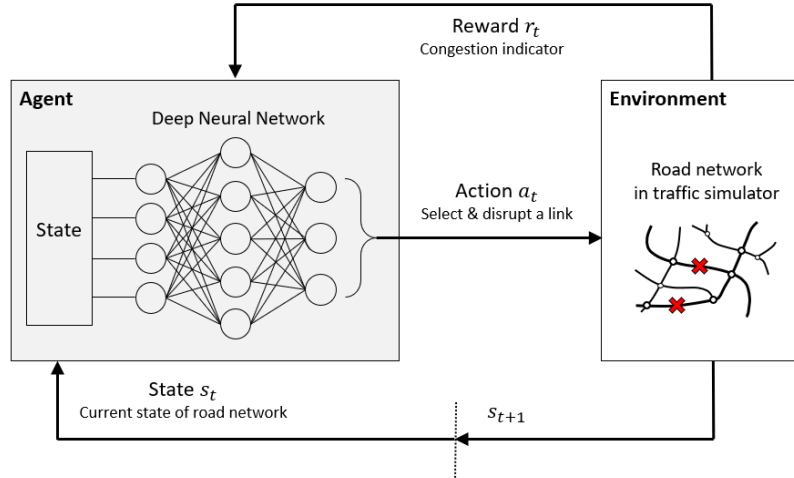 Reward r_t
Congestion indicator
Agent
Deep Neural Network
State
Action a_t
Select & disrupt a link
Environment
Road network
in traffic simulator
State s_t
Current state of road network
s_{t+1}